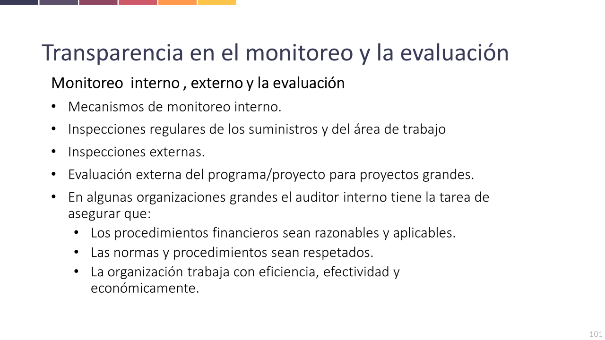 Transparencia en el monitoreo y la evaluación
Monitoreo  interno , externo y la evaluación
• Mecanismos de monitoreo interno.
• Inspecciones regulares de los suministros y del área de trabajo
• Inspecciones externas.
• Evaluación externa del programa/proyecto para proyectos grandes.
• En algunas organizaciones grandes el auditor interno tiene la tarea de
asegurar que:
• Los procedimientos financieros sean razonables y aplicables.
• Las normas y procedimientos sean respetados.
• La organización trabaja con eficiencia, efectividad y
económicamente.
101